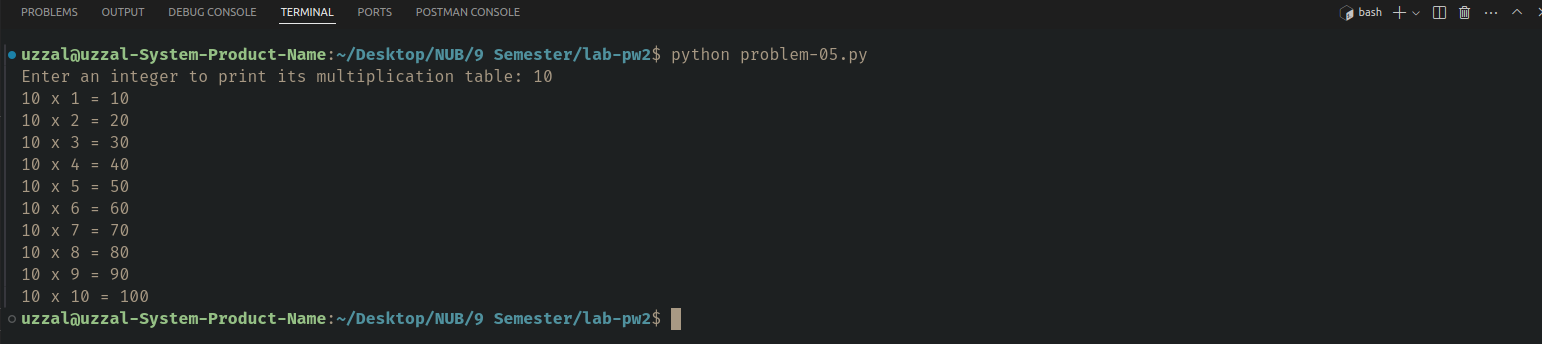 PROBLEMS OUTPUT DEBUG CONSOLE TERMINAL PORTS POSTMAN CONSOLE bash
uzzal@uzzal-System-Product-Name:~/Desktop/NUB/9 Semester/lab-pw2$ python problem-05.py
Enter an integer to print its multiplication table: 10
10 x 1 = 10
10 x 2 = 20
10 x 3 = 30
10 x 4 = 40
10 x 5 = 50
10 x 6 = 60
10 x 7 = 70
10 x 8 = 80
10 x 9 = 90
10 x 10 = 100
uzzal@uzzal-System-Product-Name:~/Desktop/NUB/9 Semester/lab-pw2$